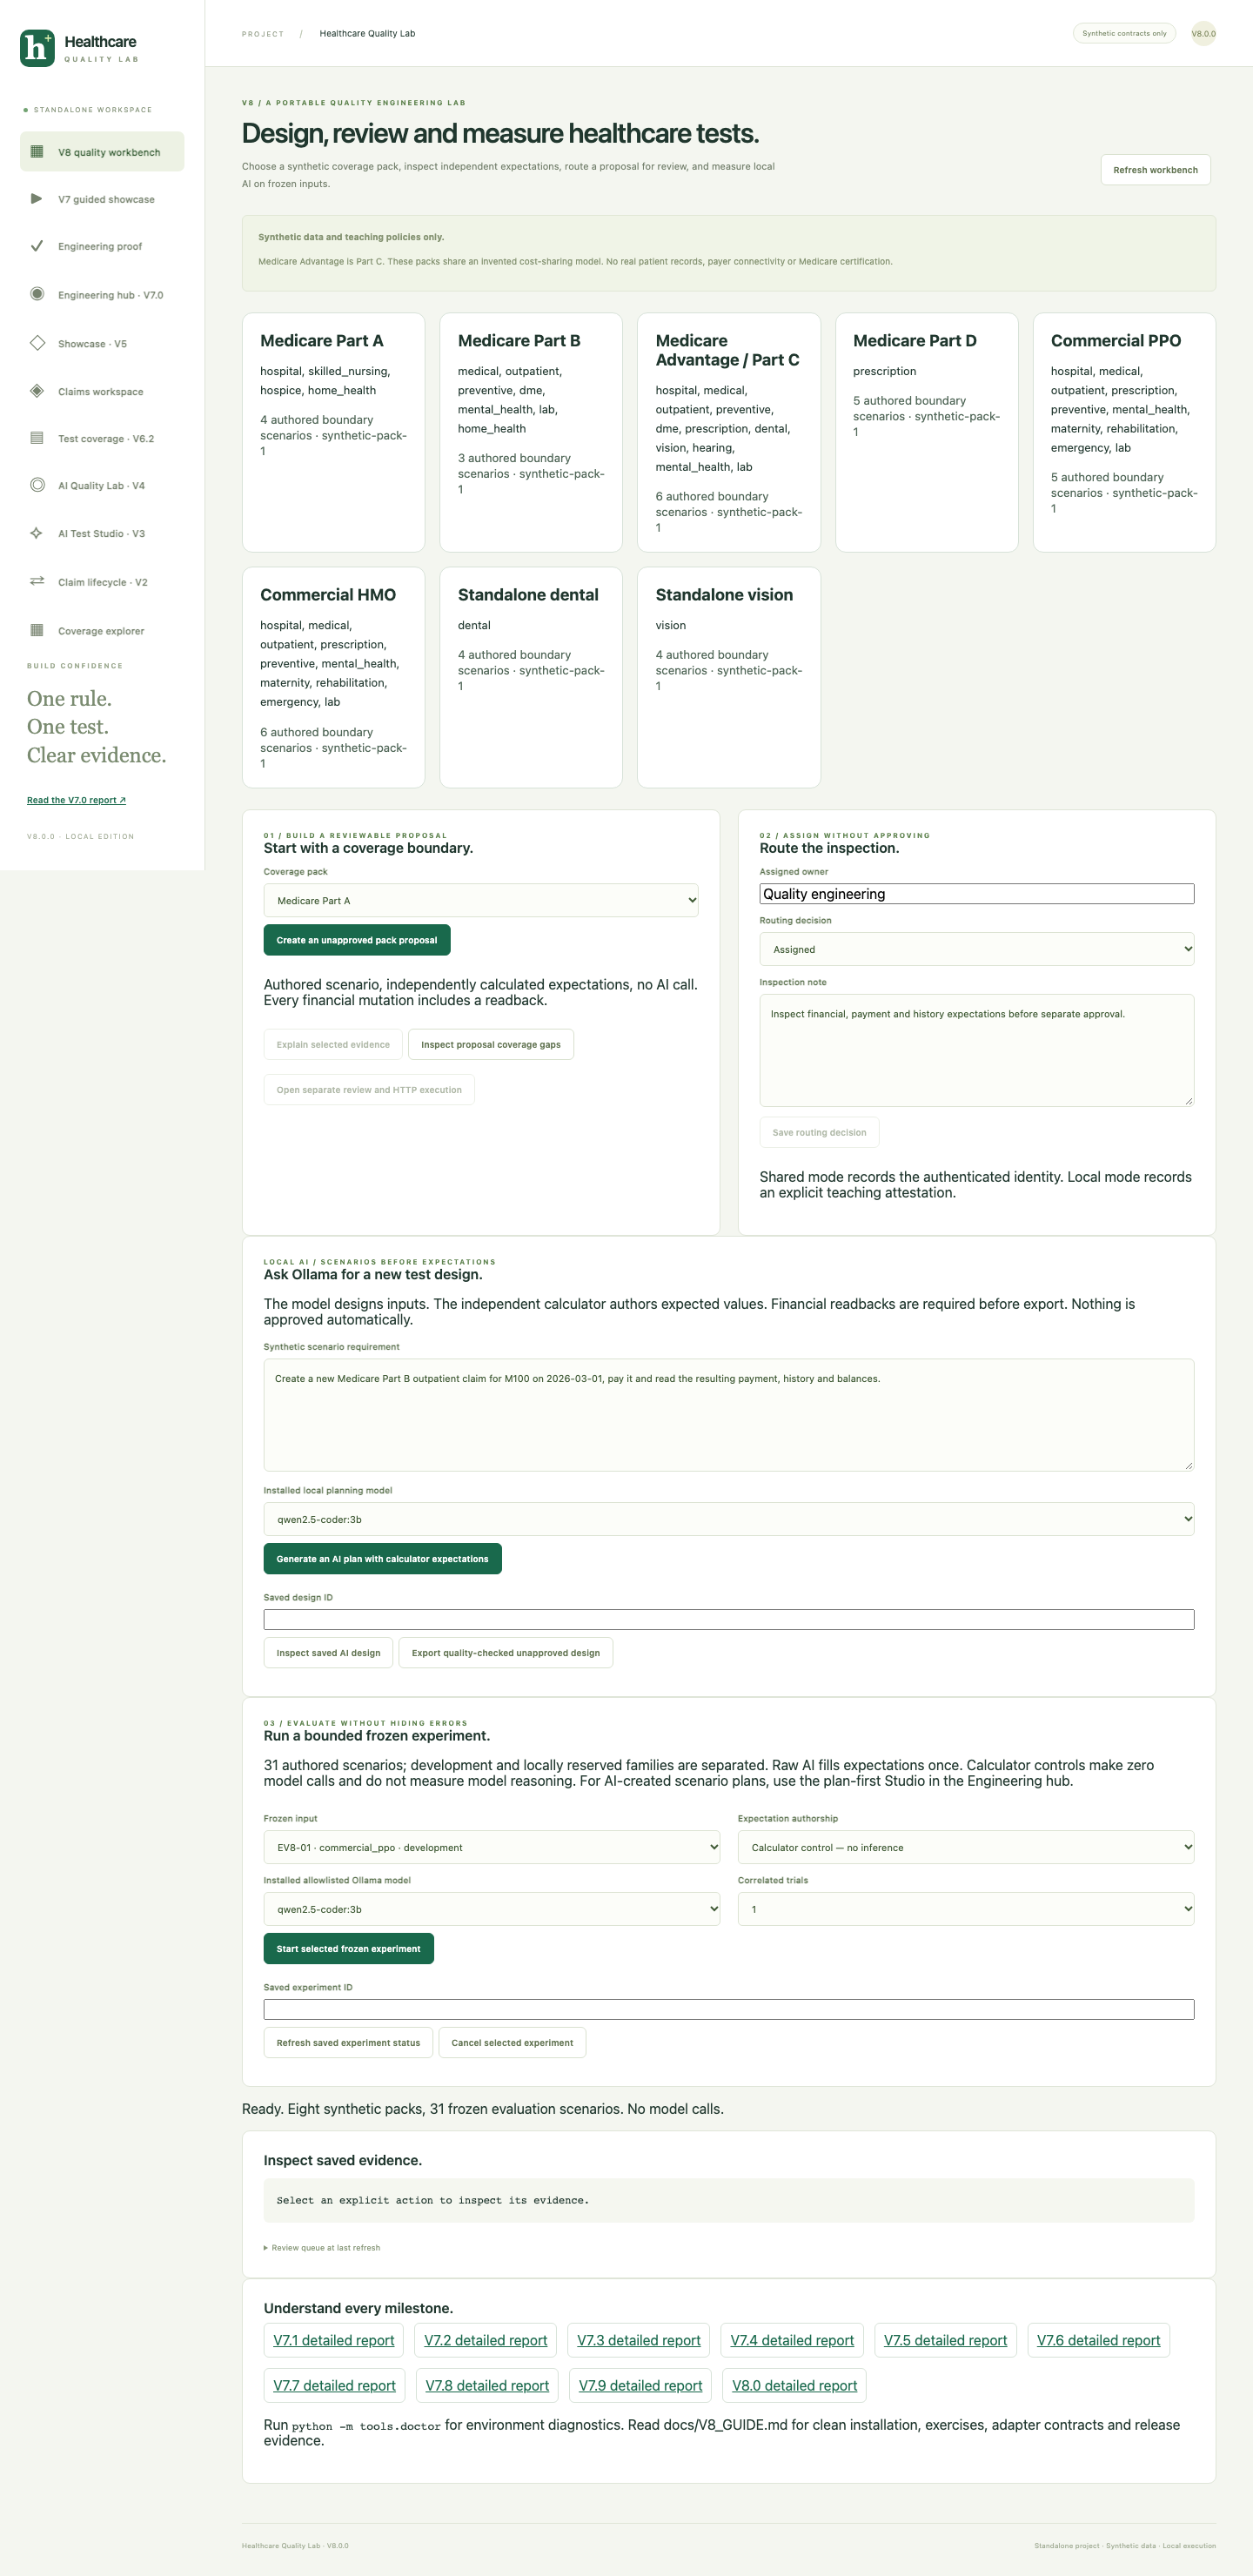 h+
Healthcare
QUALITY LAB
STANDALONE WORKSPACE
V8 quality workbench
V7 guided showcase
Engineering proof
Engineering hub · V7.0
Showcase · V5
Claims workspace
Test coverage · V6.2
AI Quality Lab · V4
AI Test Studio · V3
Claim lifecycle · V2
Coverage explorer
BUILD CONFIDENCE
One rule.
One test.
Clear evidence.
Read the V7.0 report ↗
V8.0.0 · LOCAL EDITION
PROJECT / Healthcare Quality Lab
Synthetic contracts only
V8.0.0
V8 / A PORTABLE QUALITY ENGINEERING LAB
Design, review and measure healthcare tests.
Choose a synthetic coverage pack, inspect independent expectations, route a proposal for review, and measure local
AI on frozen inputs.
Refresh workbench
Synthetic data and teaching policies only.
Medicare Advantage is Part C. These packs share an invented cost-sharing model. No real patient records, payer connectivity or Medicare certification.
Medicare Part A
hospital, skilled_nursing,
hospice, home_health
4 authored boundary
scenarios · synthetic-pack-
1
Medicare Part B
medical, outpatient,
preventive, dme,
mental_health, lab,
home_health
3 authored boundary
scenarios · synthetic-pack-
1
Medicare
Advantage / Part C
hospital, medical,
outpatient, preventive,
dme, prescription, dental,
vision, hearing,
mental_health, lab
6 authored boundary
scenarios · synthetic-pack-
1
Medicare Part D
prescription
5 authored boundary
scenarios · synthetic-pack-
1
Commercial PPO
hospital, medical,
outpatient, prescription,
preventive, mental_health,
maternity, rehabilitation,
emergency, lab
5 authored boundary
scenarios · synthetic-pack-
1
Commercial HMO
hospital, medical,
outpatient, prescription,
preventive, mental_health,
maternity, rehabilitation,
emergency, lab
6 authored boundary
scenarios · synthetic-pack-
1
Standalone dental
dental
4 authored boundary
scenarios · synthetic-pack-
1
Standalone vision
vision
4 authored boundary
scenarios · synthetic-pack-
1
01 / BUILD A REVIEWABLE PROPOSAL
Start with a coverage boundary.
Coverage pack
Medicare Part A
Create an unapproved pack proposal
Authored scenario, independently calculated expectations, no AI call.
Every financial mutation includes a readback.
Explain selected evidence
Inspect proposal coverage gaps
Open separate review and HTTP execution
02 / ASSIGN WITHOUT APPROVING
Route the inspection.
Assigned owner
Quality engineering
Routing decision
Assigned
Inspection note
Inspect financial, payment and history expectations before separate approval.
Save routing decision
Shared mode records the authenticated identity. Local mode records
an explicit teaching attestation.
LOCAL AI / SCENARIOS BEFORE EXPECTATIONS
Ask Ollama for a new test design.
The model designs inputs. The independent calculator authors expected values. Financial readbacks are required before export. Nothing is
approved automatically.
Synthetic scenario requirement
Create a new Medicare Part B outpatient claim for M100 on 2026-03-01, pay it and read the resulting payment, history and balances.
Installed local planning model
qwen2.5-coder:3b
Generate an AI plan with calculator expectations
Saved design ID
Inspect saved AI design
Export quality-checked unapproved design
03 / EVALUATE WITHOUT HIDING ERRORS
Run a bounded frozen experiment.
31 authored scenarios; development and locally reserved families are separated. Raw AI fills expectations once. Calculator controls make zero
model calls and do not measure model reasoning. For AI-created scenario plans, use the plan-first Studio in the Engineering hub.
Frozen input
EV8-01 · commercial_ppo · development
Expectation authorship
Calculator control — no inference
Installed allowlisted Ollama model
qwen2.5-coder:3b
Correlated trials
1
Start selected frozen experiment
Saved experiment ID
Refresh saved experiment status
Cancel selected experiment
Ready. Eight synthetic packs, 31 frozen evaluation scenarios. No model calls.
Inspect saved evidence.
Select an explicit action to inspect its evidence.
Review queue at last refresh
Understand every milestone.
V7.1 detailed report
V7.2 detailed report
V7.3 detailed report
V7.4 detailed report
V7.5 detailed report
V7.6 detailed report
V7.7 detailed report
V7.8 detailed report
V7.9 detailed report
V8.0 detailed report
Run python -m tools.doctor for environment diagnostics. Read docs/V8_GUIDE.md for clean installation, exercises, adapter contracts and release
evidence.
Healthcare Quality Lab · V8.0.0
Standalone project · Synthetic data · Local execution